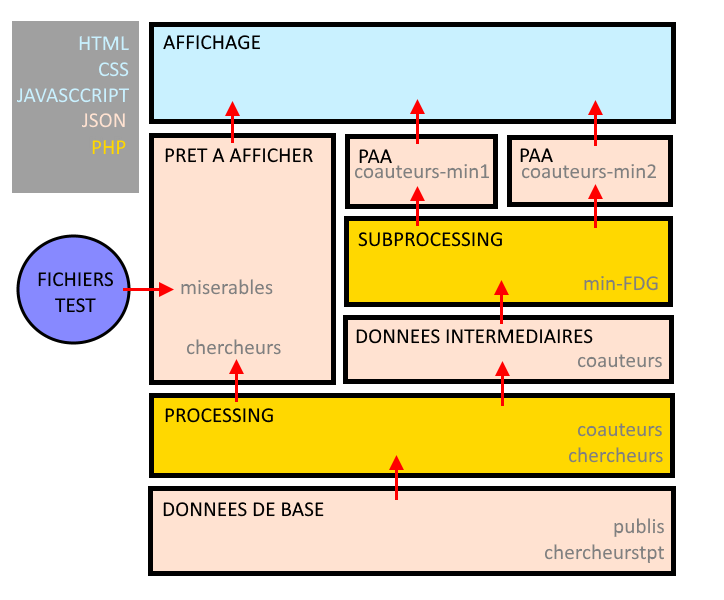 HTML
CSS
JAVASCCRIPT
JSON
PHP
AFFICHAGE
PRET A AFFICHER
miserables
chercheurs
PAA
coauteurs-min1
PAA
coauteurs-min2
SUBPROCESSING
min-FDG
FICHIERS
TEST
DONNEES INTERMEDIAIRES
coauteurs
PROCESSING
coauteurs
chercheurs
DONNEES DE BASE
publis
chercheurstpt